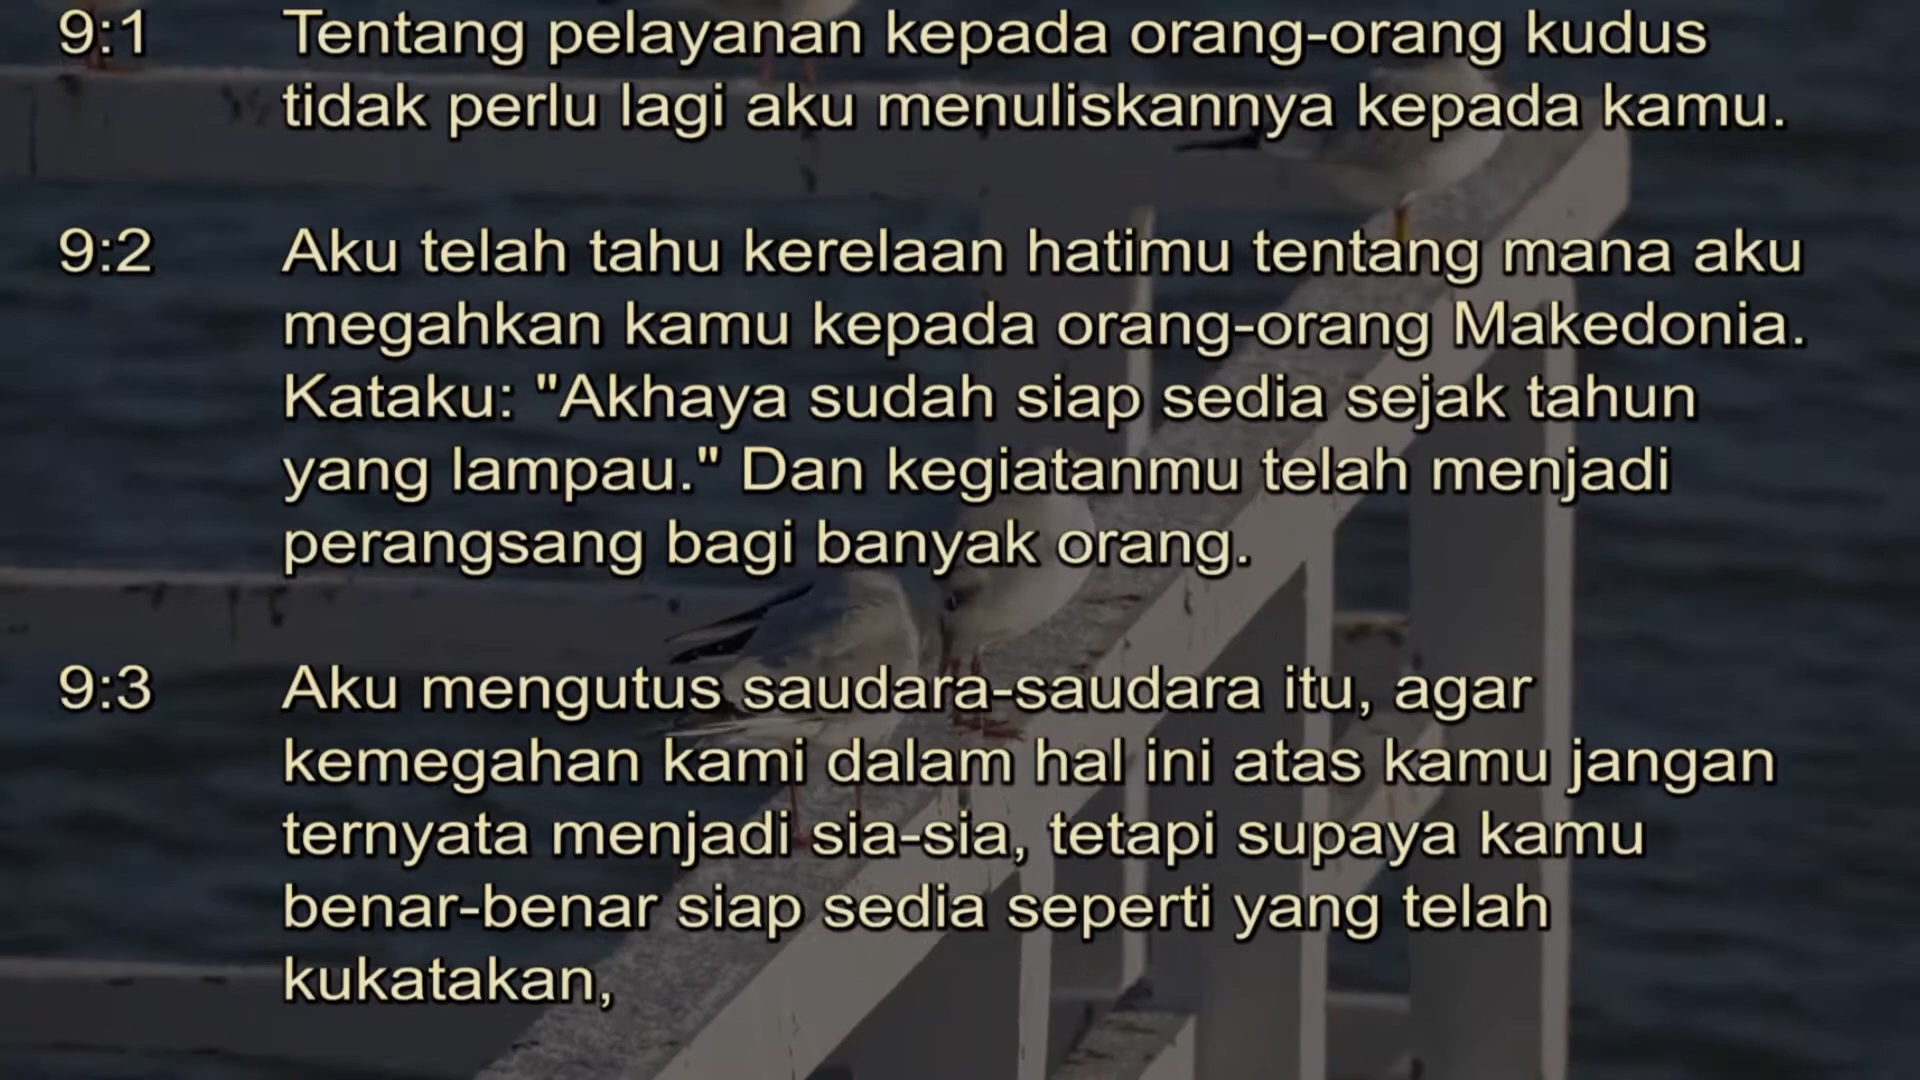 9:1 Tentang pelayanan kepada orang-orang kudus
tidak perlu lagi aku menuliskannya kepada kamu.
9:2 Aku telah tahu kerelaan hatimu tentang mana aku
megahkan kamu kepada orang-orang Makedonia.
Kataku: "Akhaya sudah siap sedia sejak tahun
yang lampau." Dan kegiatanmu telah menjadi
perangsang bagi banyak orang.
9:3 Aku mengutus saudara-saudara itu, agar
kemegahan kami dalam hal ini atas kamu jangan
ternyata menjadi sia-sia, tetapi supaya kamu
benar-benar siap sedia seperti yang telah
kukatakan,